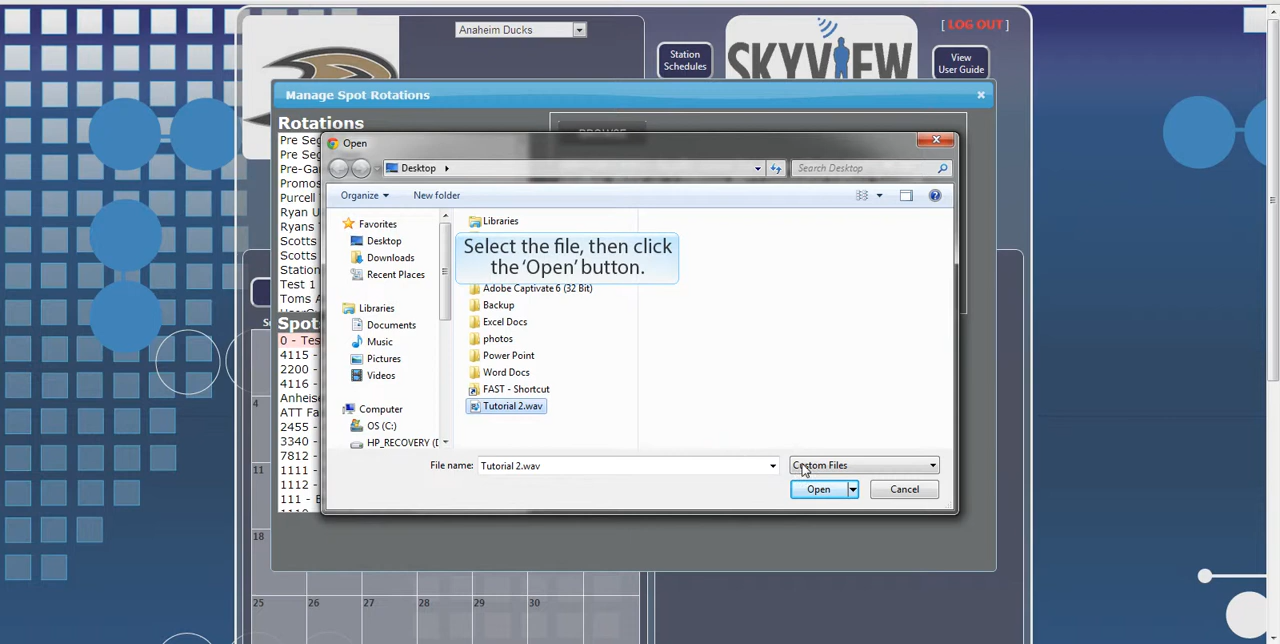 Anaheim Ducks
Station
Schedules
SKYVIEW
[ LOG OUT ]
View
User Guide
Manage Spot Rotations
Rotations
Pre Seg
Pre Seg
Pre-Ga
Promos
Purcell
Ryan U
Ryans
Scotts
Scotts
Station
Test 1
Toms A
Spot
0 - Tes
4115 -
2200 -
4116 -
Anheise
ATT Fa
2455 -
3340 -
7812 -
1111 -
1112 -
111 - B
BROWSE
Open
Desktop
Search Desktop
Organize
New folder
Favorites
Desktop
Downloads
Recent Places
Libraries
Documents
Music
Pictures
Videos
Computer
OS (C:)
HP_RECOVERY (D
Libraries
Select the file, then click
the ‘Open’ button.
Adobe Captivate 6 (32 Bit)
Backup
Excel Docs
photos
Power Point
Word Docs
FAST - Shortcut
Tutorial 2.wav
File name:
Tutorial 2.wav
Custom Files
Open
Cancel
4
11
18
25
26
27
28
29
30